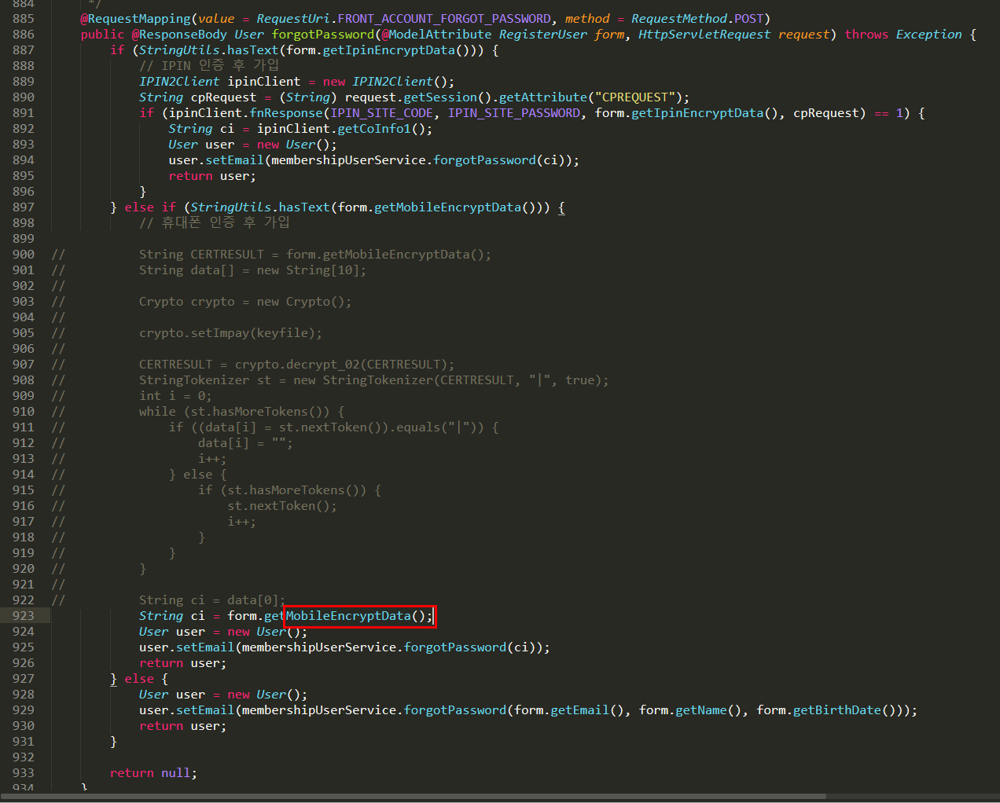 884 */
885 @RequestMapping(value = RequestUri.FRONT_ACCOUNT_FORGOT_PASSWORD, method = RequestMethod.POST)
886 public @ResponseBody User forgotPassword(@ModelAttribute RegisterUser form, HttpServletRequest request) throws Exception {
887 if (StringUtils.hasText(form.getIpinEncryptData())) {
888 // IPIN 인증 후 가입
889 IPIN2Client ipinClient = new IPIN2Client();
890 String cpRequest = (String) request.getSession().getAttribute("CPREQUEST");
891 if (ipinClient.fnResponse(IPIN_SITE_CODE, IPIN_SITE_PASSWORD, form.getIpinEncryptData(), cpRequest) == 1) {
892 String ci = ipinClient.getCoInfo1();
893 User user = new User();
894 user.setEmail(membershipUserService.forgotPassword(ci));
895 return user;
896 }
897 } else if (StringUtils.hasText(form.getMobileEncryptData())) {
898 // 휴대폰 인증 후 가입
899
900 // String CERTRESULT = form.getMobileEncryptData();
901 // String data[] = new String[10];
902 //
903 // Crypto crypto = new Crypto();
904 //
905 // crypto.setImpay(keyfile);
906 //
907 // CERTRESULT = crypto.decrypt_02(CERTRESULT);
908 // StringTokenizer st = new StringTokenizer(CERTRESULT, "|", true);
909 // int i = 0;
910 // while (st.hasMoreTokens()) {
911 // if ((data[i] = st.nextToken()).equals("|")) {
912 // data[i] = "";
913 // i++;
914 // } else {
915 // if (st.hasMoreTokens()) {
916 // st.nextToken();
917 // i++;
918 // }
919 // }
920 // }
921 //
922 // String ci = data[0];
923 String ci = form.getMobileEncryptData();
924 User user = new User();
925 user.setEmail(membershipUserService.forgotPassword(ci));
926 return user;
927 } else {
928 User user = new User();
929 user.setEmail(membershipUserService.forgotPassword(form.getEmail(), form.getName(), form.getBirthDate()));
930 return user;
931 }
932
933 return null;
934 }